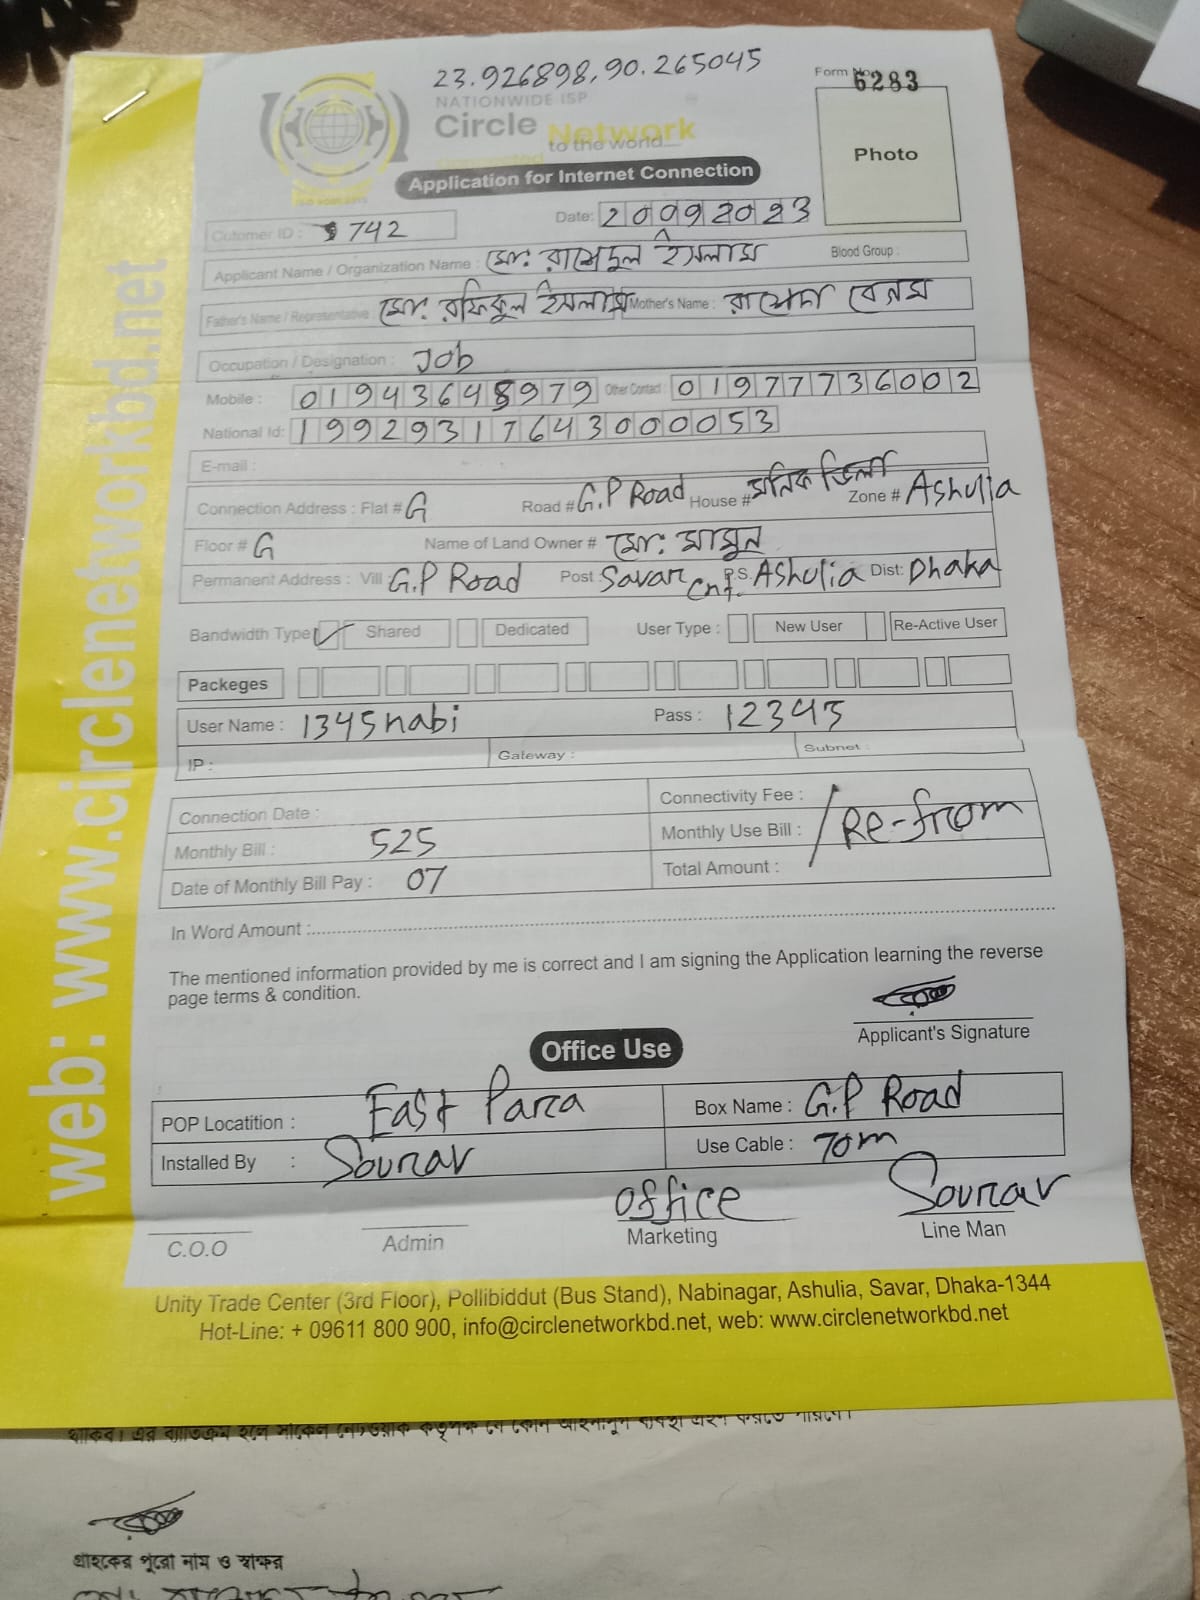 23.926898,90.265045
Form No. 6283
NATIONWIDE ISP
Circle Network
to the world
Photo
Application for Internet Connection
Cutomer ID : 742
Date: 20092023
Applicant Name / Organization Name : মো: রাশেদুল ইসলাম Blood Group :
Father's Name / Representative : মো: রফিকুল ইসলাম Mother's Name : রাশেদা বেগম
Occupation / Designation : Job
Mobile : 01943648979 Other Contact : 01977736002
National Id: 19929317643000053
E-mail :
Connection Address : Flat # G Road # G.P Road House # মনিক ভিলা Zone # Ashulia
Floor # G Name of Land Owner # মো: মামুন
Permanent Address : Vill G.P Road Post : Savar Cnt. P.S. Ashulia Dist: Dhaka
Bandwidth Type Shared Dedicated User Type : New User Re-Active User
Packeges
User Name : 1345nabi Pass : 12345
IP : Gateway : Subnet :
Connection Date : Connectivity Fee :
Monthly Bill : 525 Monthly Use Bill : Re-from
Date of Monthly Bill Pay : 07 Total Amount :
In Word Amount :
The mentioned information provided by me is correct and I am signing the Application learning the reverse
page terms & condition.
Applicant's Signature
Office Use
POP Locatition : East Para Box Name : G.P Road
Installed By : Sourav Use Cable : 70m
Office Sourav
C.O.O Admin Marketing Line Man
Unity Trade Center (3rd Floor), Pollibiddut (Bus Stand), Nabinagar, Ashulia, Savar, Dhaka-1344
Hot-Line: + 09611 800 900, info@circlenetworkbd.net, web: www.circlenetworkbd.net
web: www.circlenetworkbd.net
গ্রাহকের পুরো নাম ও স্বাক্ষর